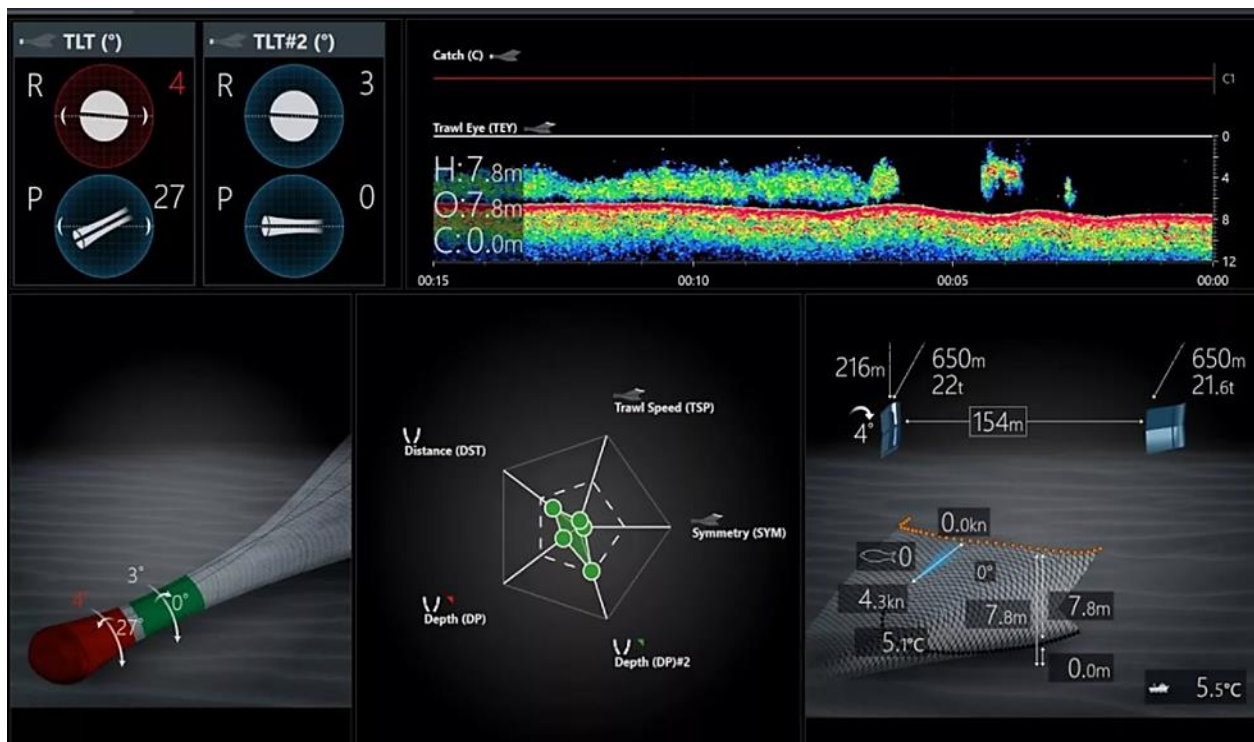 TLT (°)
R 4
P 27
TLT#2 (°)
R 3
P 0
Catch (C)
C1
Trawl Eye (TEY)
H:7.8m
O:7.8m
C: 0.0m
0
4
8
12
00:15 00:10 00:05 00:00
3°
0°
4°
27°
Trawl Speed (TSP)
Distance (DST)
Symmetry (SYM)
Depth (DP)
Depth (DP)#2
216m
650m
22t
650m
21.6t
4°
154m
0.0kn
0
0°
4.3kn
7.8m
7.8m
5.1°C
0.0m
5.5°C